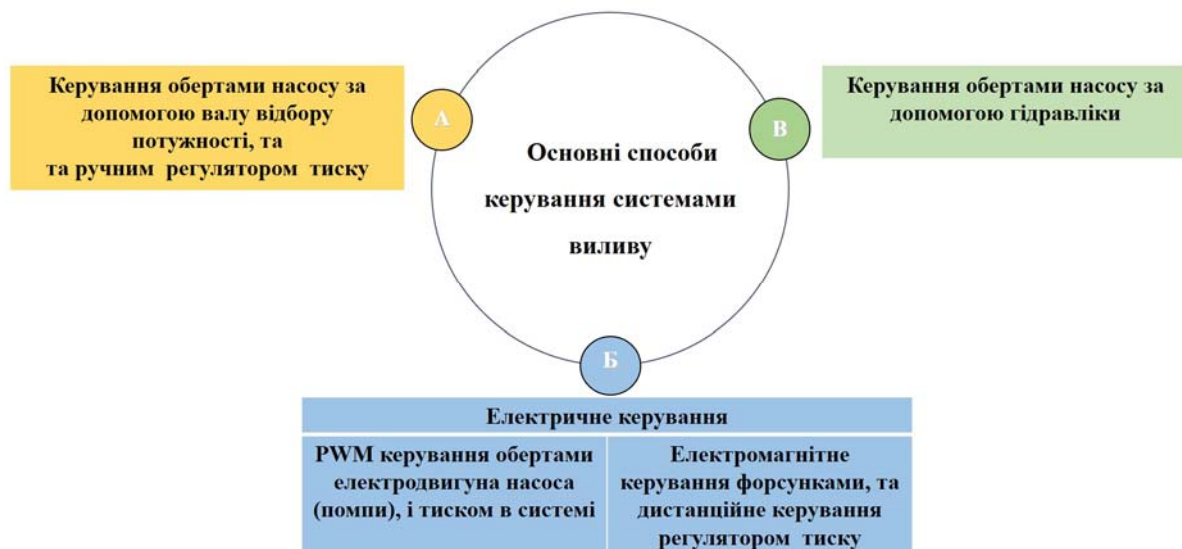 Керування обертами насосу за
допомогою валу відбору
потужності, та
та ручним регулятором тиску
А
Основні способи
керування системами
виливу
В
Керування обертами насосу за
допомогою гідравліки
Б
Електричне керування
PWM керування обертами
електродвигуна насоса
(помпи), і тиском в системі
Електромагнітне
керування форсунками, та
дистанційне керування
регулятором тиску